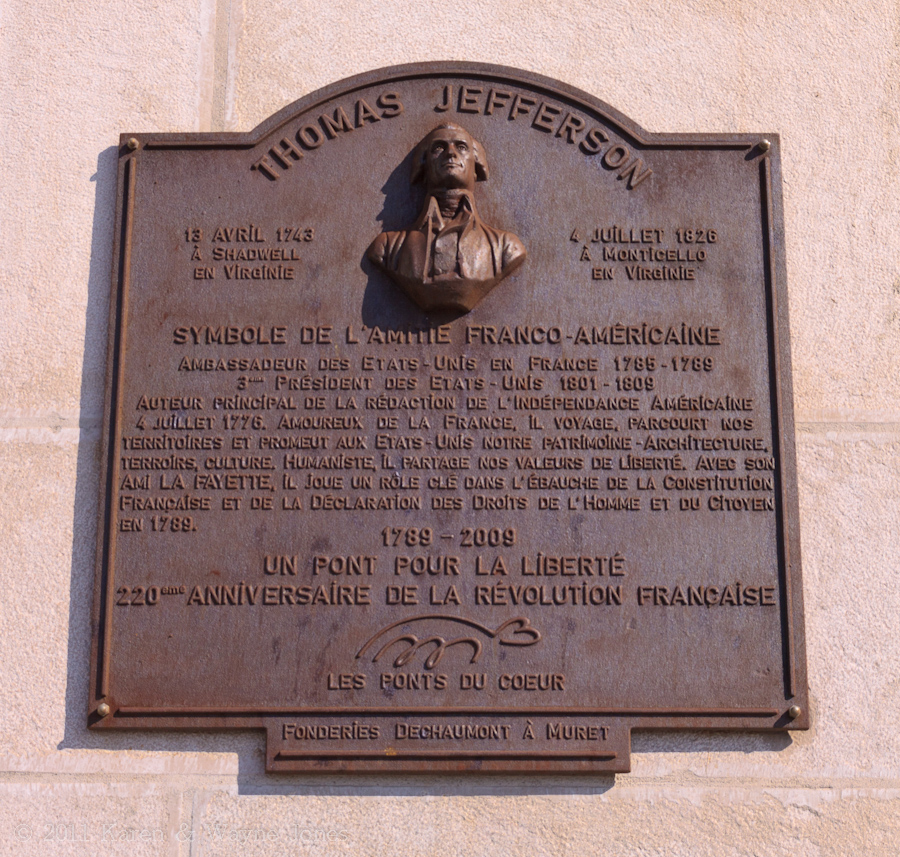 THOMAS JEFFERSON
13 AVRIL 1743
À SHADWELL
EN VIRGINIE
4 JUILLET 1826
À MONTICELLO
EN VIRGINIE
SYMBOLE DE L'AMITIE FRANCO-AMÉRICAINE
AMBASSADEUR DES ETATS-UNIS EN FRANCE 1785-1789
3ème PRÉSIDENT DES ETATS-UNIS 1801-1809
AUTEUR PRINCIPAL DE LA RÉDACTION DE L'INDÉPENDANCE AMÉRICAINE
4 JUILLET 1776. AMOUREUX DE LA FRANCE, IL VOYAGE, PARCOURT NOS
TERRITOIRES ET PROMEUT AUX ETATS-UNIS NOTRE PATRIMOINE-ARCHITECTURE,
TERROIRS, CULTURE. HUMANISTE, IL PARTAGE NOS VALEURS DE LIBERTÉ. AVEC SON
AMI LA FAYETTE, IL JOUE UN RÔLE CLÉ DANS L'ÉBAUCHE DE LA CONSTITUTION
FRANÇAISE ET DE LA DÉCLARATION DES DROITS DE L'HOMME ET DU CITOYEN
EN 1789.
1789 - 2009
UN PONT POUR LA LIBERTÉ
220ème ANNIVERSAIRE DE LA RÉVOLUTION FRANÇAISE
LES PONTS DU COEUR
FONDERIES DECHAUMONT À MURET
© 2011 Karen & Wayne Jones